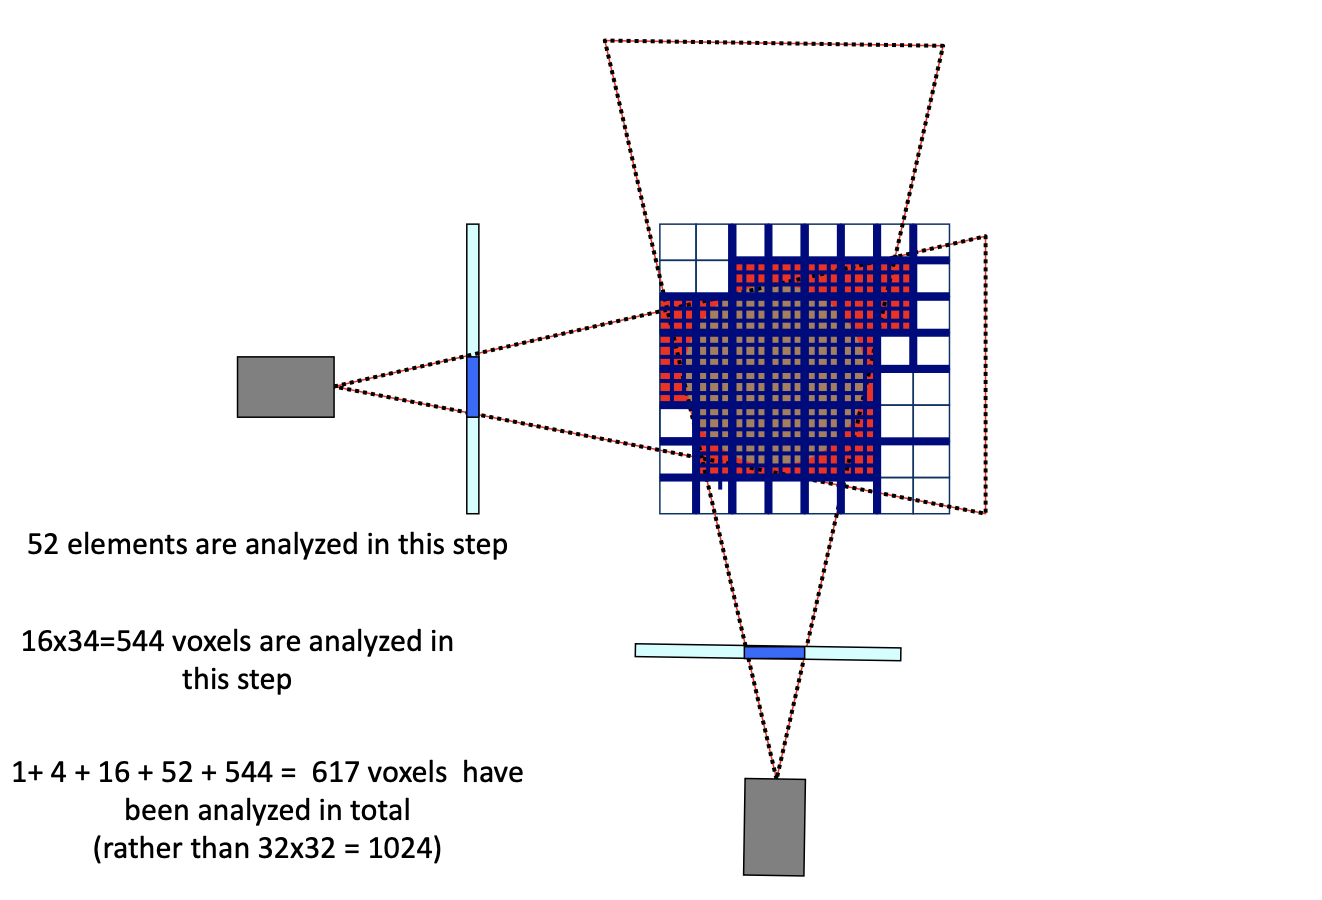 52 elements are analyzed in this step
16x34=544 voxels are analyzed in
this step
1+ 4 + 16 + 52 + 544 =  617 voxels  have
been analyzed in total
(rather than 32x32 = 1024)